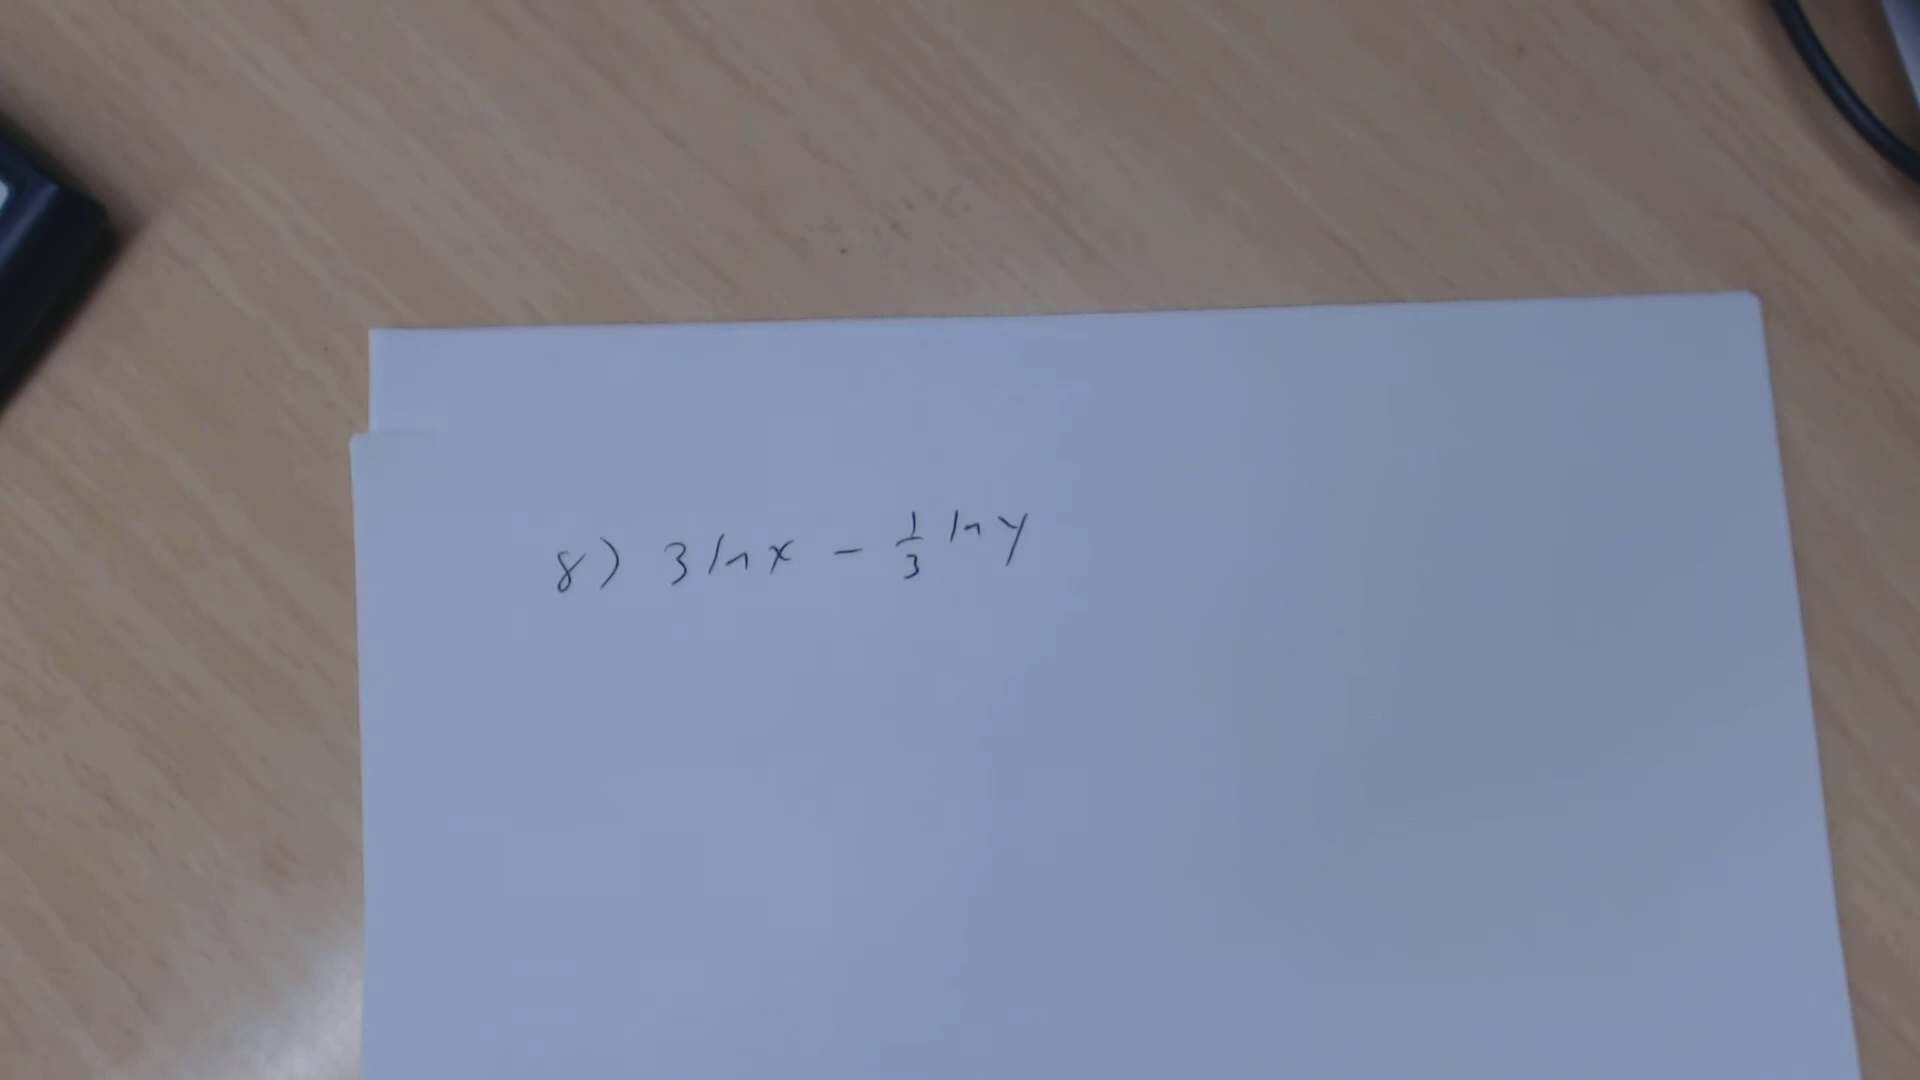 8) 3 ln x - 1/3 ln y